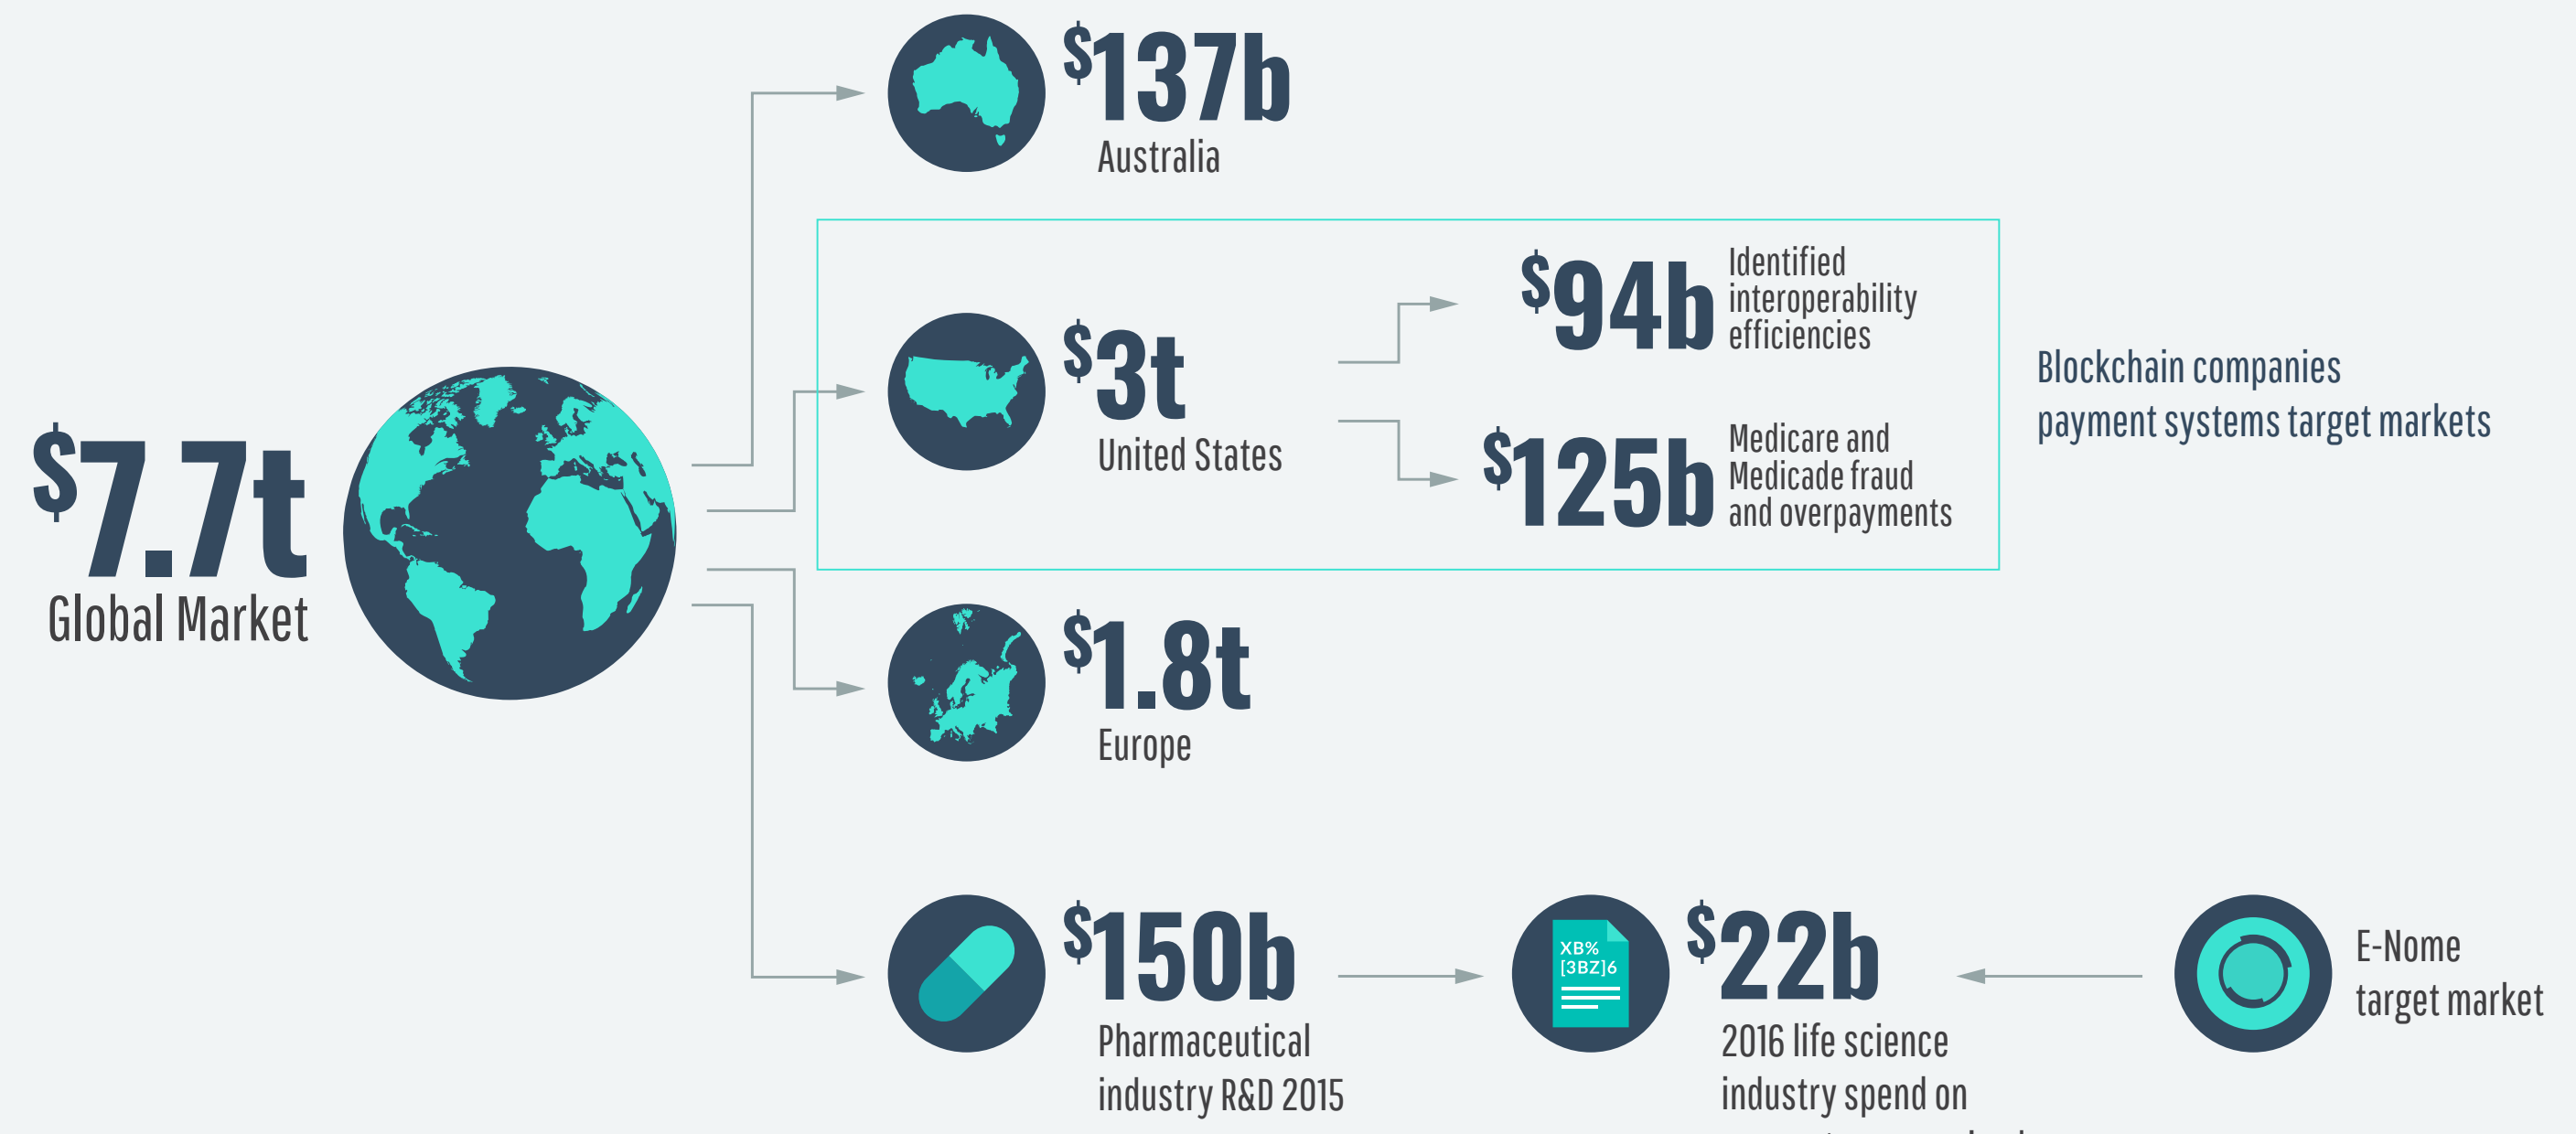 $137b
Australia
$7.7t
Global Market
$3t
United States
$94b
Identified
interoperability
efficiencies
$125b
Medicare and
Medicade fraud
and overpayments
Blockchain companies
payment systems target markets
$1.8t
Europe
$150b
Pharmaceutical
industry R&D 2015
XB%
[3BZ]6
$22b
2016 life science
industry spend on
E-Nome
target market